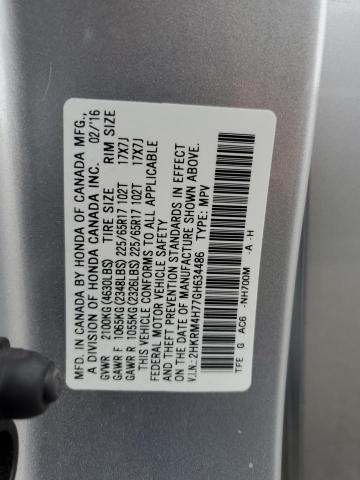 MFD. IN CANADA BY HONDA OF CANADA MFG.,
A DIVISION OF HONDA CANADA INC. 02/'16
GVWR 2100KG (4630LBS) TIRE SIZE RIM SIZE
GAWR F 1065KG (2348LBS) 225/65R17 102T 17X7J
GAWR R 1055KG (2326LBS) 225/65R17 102T 17X7J
THIS VEHICLE CONFORMS TO ALL APPLICABLE
FEDERAL MOTOR VEHICLE SAFETY
AND THEFT PREVENTION STANDARDS IN EFFECT
ON THE DATE OF MANUFACTURE SHOWN ABOVE.
V.I.N.: 2HKRM4H77GH634486 TYPE: MPV
TFE G AC6 -NH700M -A -H